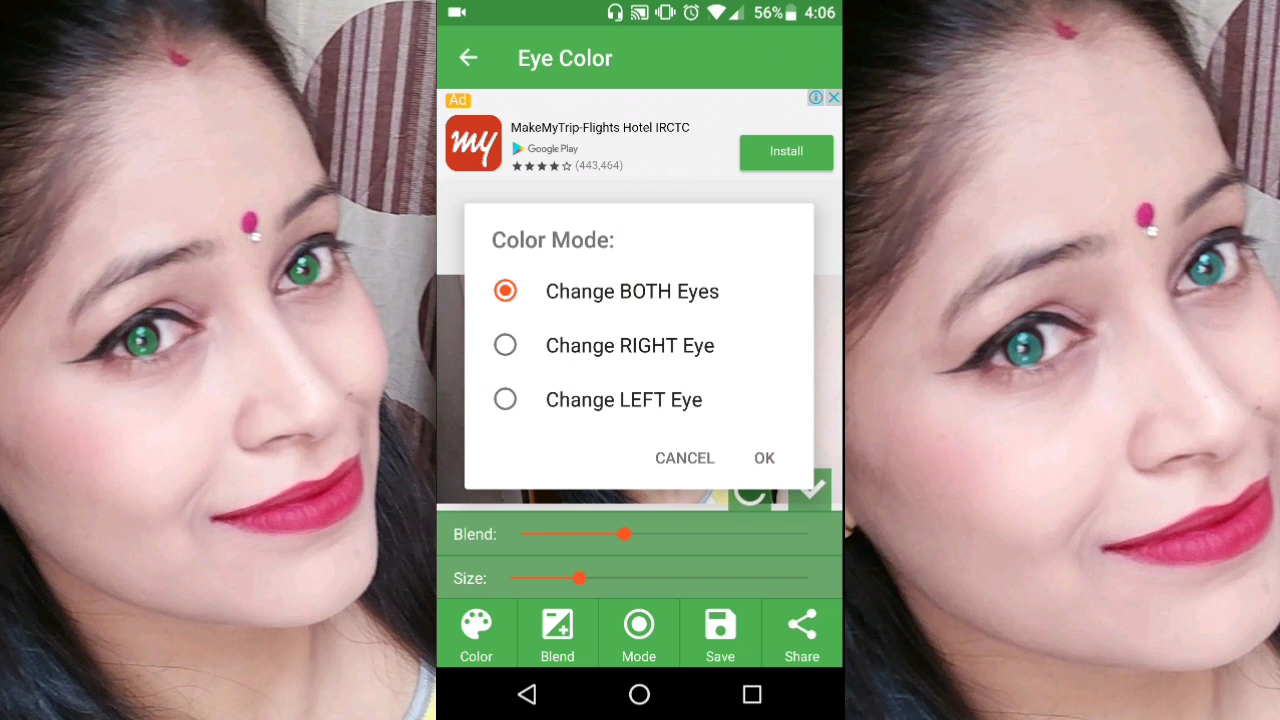 56% 4:06
Eye Color
Ad
MakeMyTrip-Flights Hotel IRCTC
my
Google Play
Install
(443,464)
Color Mode:
Change BOTH Eyes
Change RIGHT Eye
Change LEFT Eye
CANCEL OK
Blend:
Size:
Color Blend Mode Save Share